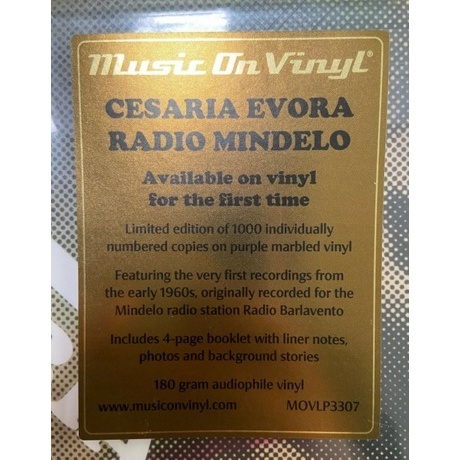 Music On Vinyl®
CESARIA EVORA
RADIO MINDELO
Available on vinyl
for the first time
Limited edition of 1000 individually
numbered copies on purple marbled vinyl
Featuring the very first recordings from
the early 1960s, originally recorded for the
Mindelo radio station Radio Barlavento
Includes 4-page booklet with liner notes,
photos and background stories
180 gram audiophile vinyl
www.musiconvinyl.com MOVLP3307